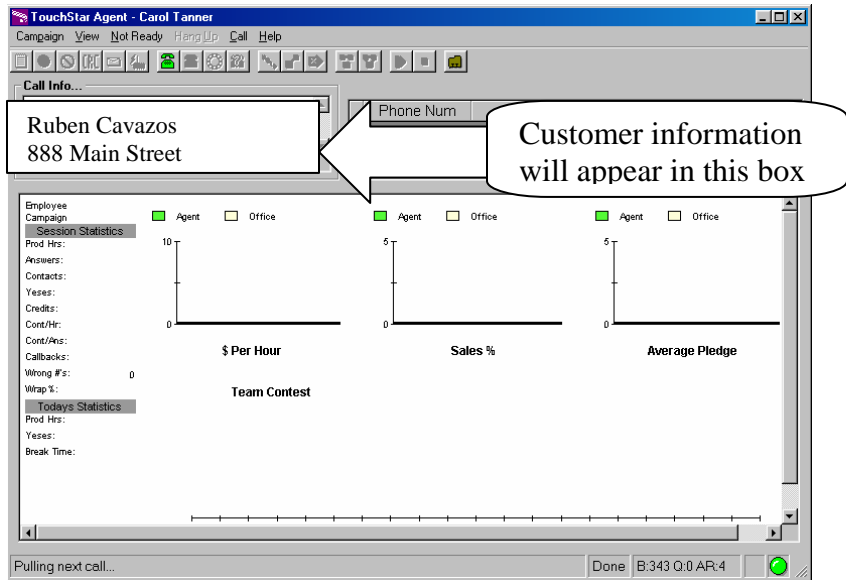 TouchStar Agent - Carol Tanner
Campaign View Not Ready Hang Up Call Help
Call Info...
Phone Num
Ruben Cavazos
888 Main Street
Customer information
will appear in this box
Employee
Campaign
Session Statistics
Prod Hrs:
Answers:
Contacts:
Yeses:
Credits:
Cont/Hr:
Cont/Ans:
Callbacks:
Wrong #'s: 0
Wrap %:
Todays Statistics
Prod Hrs:
Yeses:
Break Time:
Agent Office
10
0
$ Per Hour
Agent Office
5
0
Sales %
Agent Office
5
0
Average Pledge
Team Contest
Pulling next call...
Done B:343 Q:0 AR:4